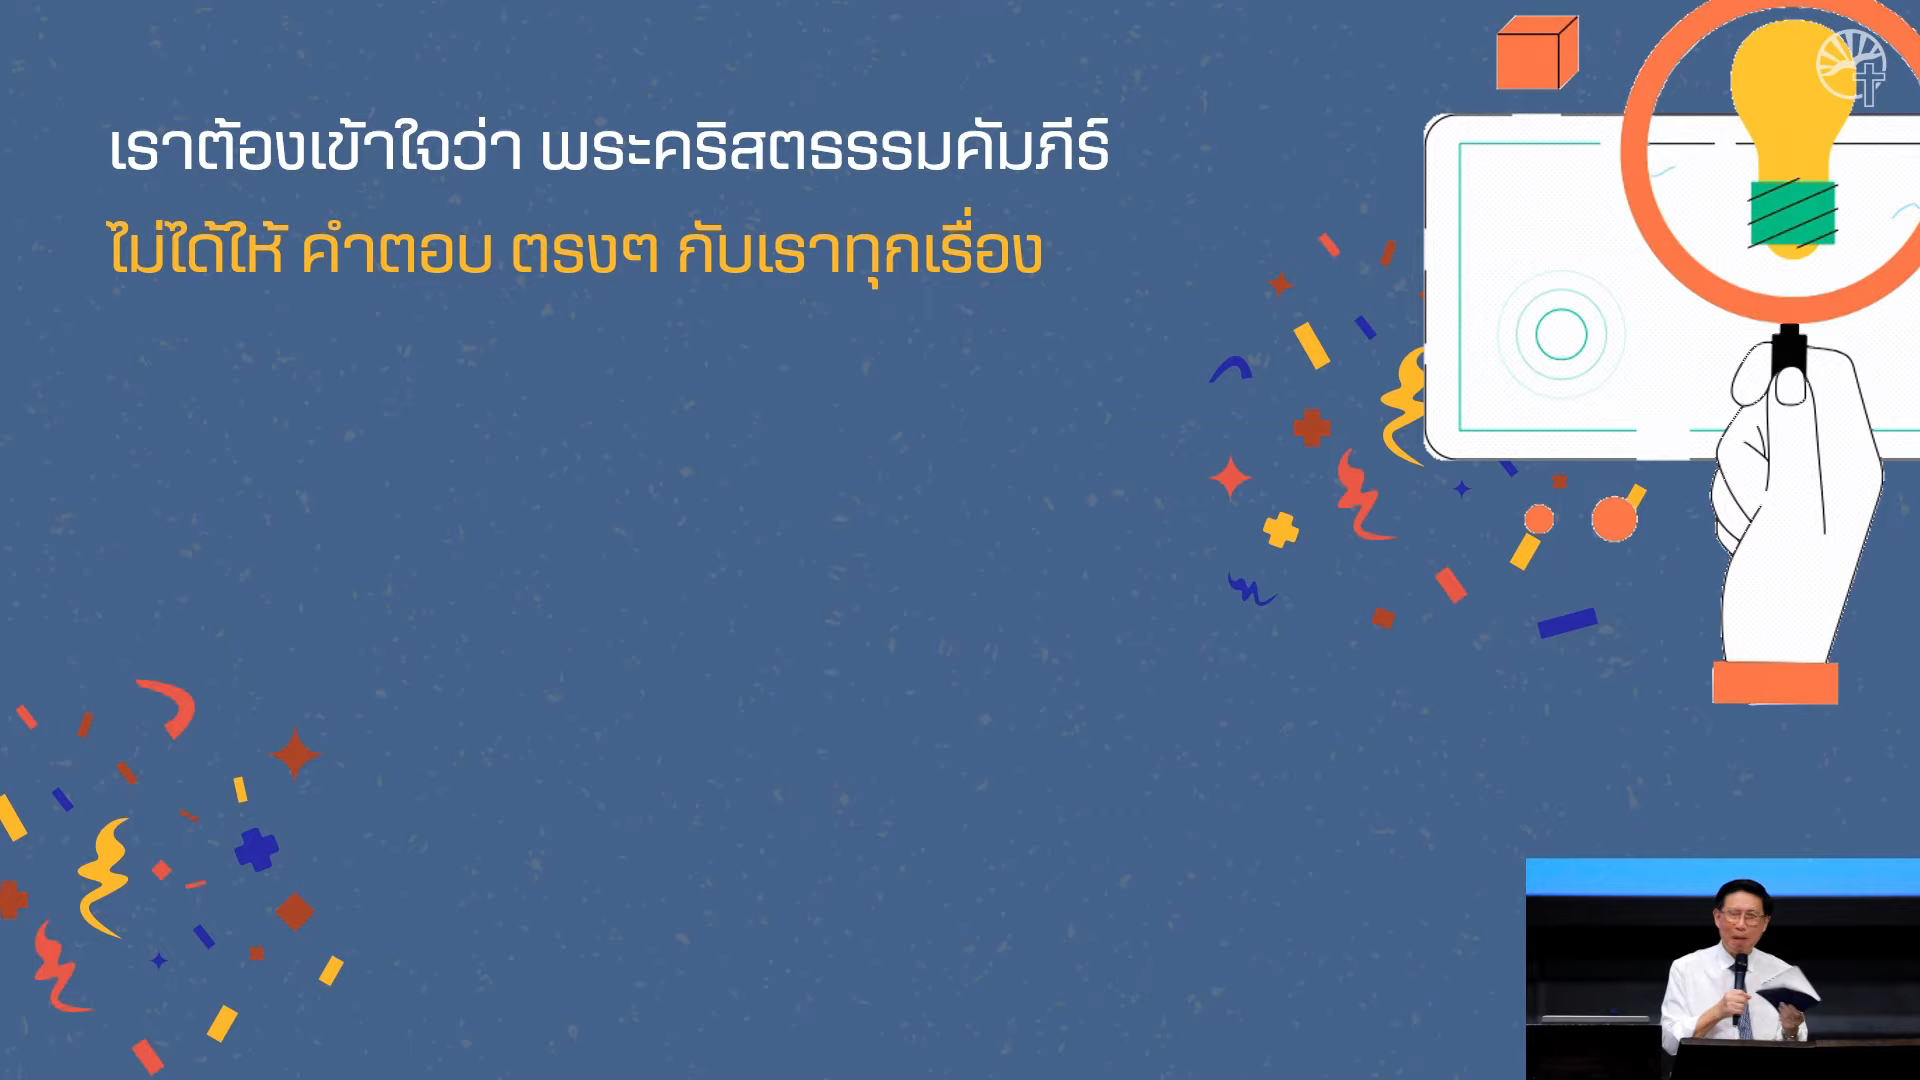 เราต้องเข้าใจว่า พระคริสตธรรมคัมภีร์
ไม่ได้ให้ คำตอบ ตรงๆ กับเราทุกเรื่อง